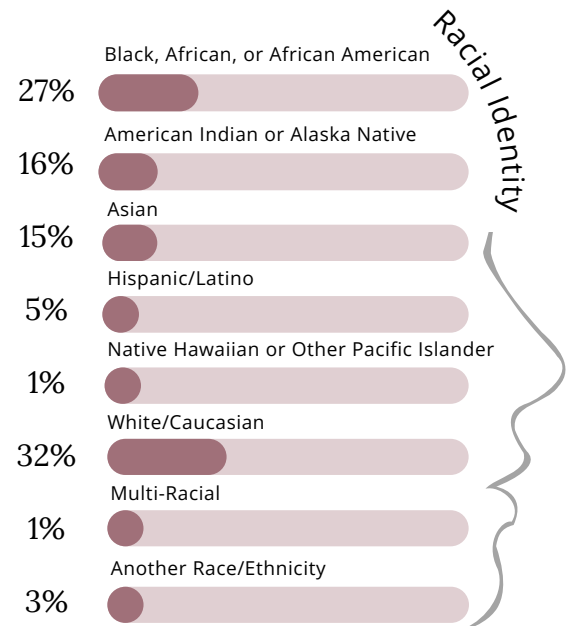 Racial Identity
Black, African, or African American
27%
American Indian or Alaska Native
16%
Asian
15%
Hispanic/Latino
5%
Native Hawaiian or Other Pacific Islander
1%
White/Caucasian
32%
Multi-Racial
1%
Another Race/Ethnicity
3%